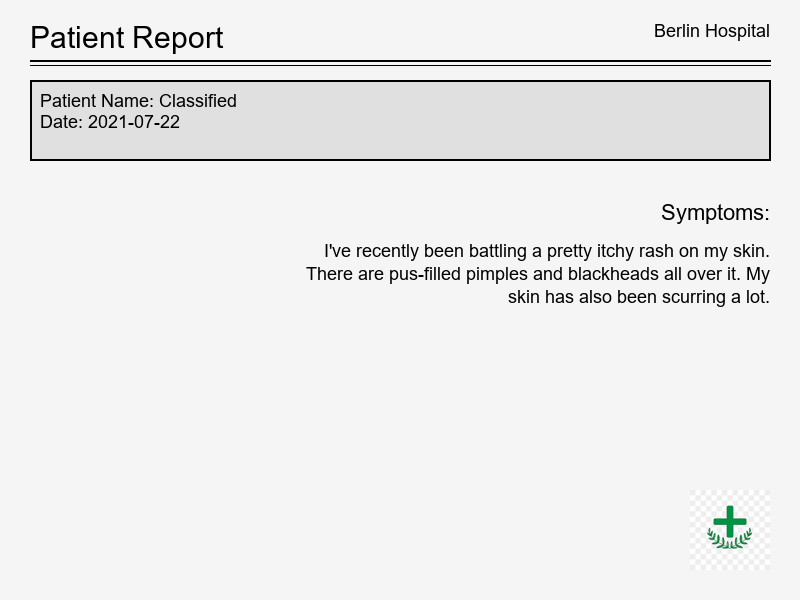 Patient Report
Berlin Hospital
Patient Name: Classified
Date: 2021-07-22
Symptoms:
I've recently been battling a pretty itchy rash on my skin.
There are pus-filled pimples and blackheads all over it. My
skin has also been scurring a lot.